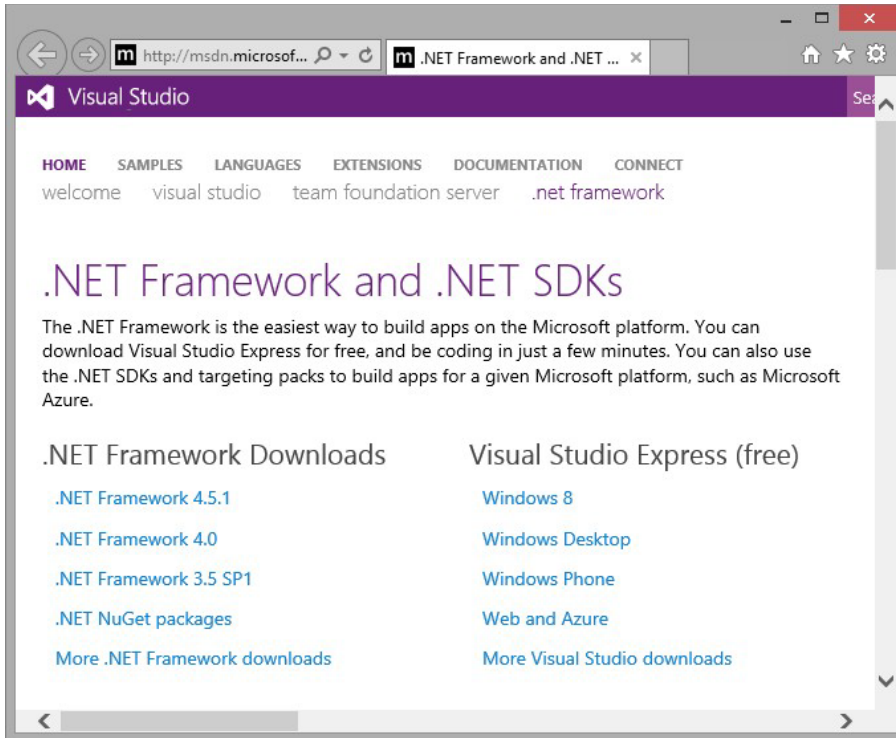 m http://msdn.microsof...
m .NET Framework and .NET ...
Visual Studio
HOME SAMPLES LANGUAGES EXTENSIONS DOCUMENTATION CONNECT
welcome visual studio team foundation server .net framework
.NET Framework and .NET SDKs
The .NET Framework is the easiest way to build apps on the Microsoft platform. You can
download Visual Studio Express for free, and be coding in just a few minutes. You can also use
the .NET SDKs and targeting packs to build apps for a given Microsoft platform, such as Microsoft
Azure.
.NET Framework Downloads
.NET Framework 4.5.1
.NET Framework 4.0
.NET Framework 3.5 SP1
.NET NuGet packages
More .NET Framework downloads
Visual Studio Express (free)
Windows 8
Windows Desktop
Windows Phone
Web and Azure
More Visual Studio downloads